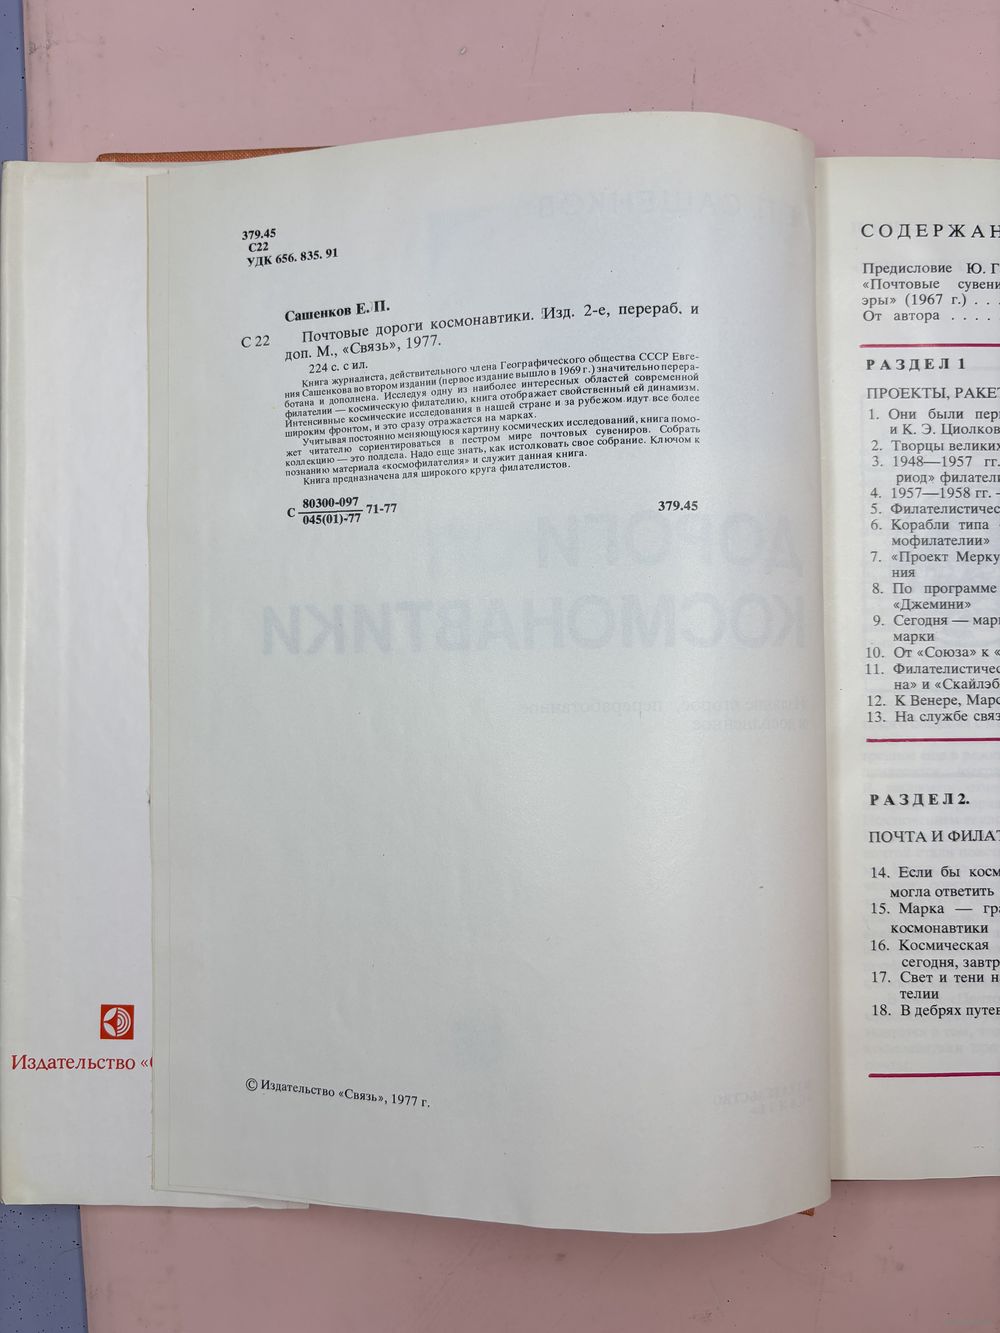 379.45
С22
УДК 656. 835. 91
Сашенков Е. П.
С 22
Почтовые дороги космонавтики. Изд. 2-е, перераб. и
доп. М., «Связь», 1977.
224 с. с ил.
Книга журналиста, действительного члена Географического общества СССР Евге-
ния Сашенкова во втором издании (первое издание вышло в 1969 г.) значительно перера-
ботана и дополнена. Исследуя одну из наиболее интересных областей современной
филателии — космическую филателию, книга отображает свойственный ей динамизм.
Интенсивные космические исследования в нашей стране и за рубежом идут все более
широким фронтом, и это сразу отражается на марках.
Учитывая постоянно меняющуюся картину космических исследований, книга помо-
жет читателю сориентироваться в пестром мире почтовых сувениров. Собрать
коллекцию — это полдела. Надо еще знать, как истолковать свое собрание. Ключом к
познанию материала «космофилателия» и служит данная книга.
Книга предназначена для широкого круга филателистов.
С 80300-097
045(01)-77 71-77
379.45
© Издательство «Связь», 1977 г.
Издательство «
СОДЕРЖАН
Предисловие Ю. Г
«Почтовые сувени
эры» (1967 г.) . . .
От автора . . . .
РАЗДЕЛ 1
ПРОЕКТЫ, РАКЕТ
1. Они были пер
и К. Э. Циолков
2. Творцы великих
3. 1948—1957 гг.
риод» филатели
4. 1957—1958 гг. -
5. Филателистичес
6. Корабли типа
мофилателии»
7. «Проект Мерку
ния
8. По программе
«Джемини»
9. Сегодня — мар
марки
10. От «Союза» к «
11. Филателистичес
на» и «Скайлэб
12. К Венере, Марс
13. На службе связ
РАЗДЕЛ 2.
ПОЧТА И ФИЛАТ
14. Если бы косм
могла ответить
15. Марка — гра
космонавтики
16. Космическая
сегодня, завтр
17. Свет и тени н
телии
18. В дебрях путев